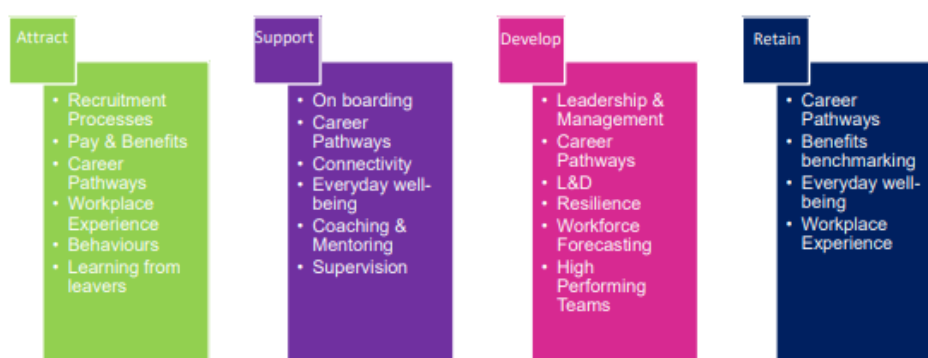 Attract
• Recruitment
Processes
• Pay & Benefits
• Career
Pathways
• Workplace
Experience
• Behaviours
• Learning from
leavers
Support
• On boarding
• Career
Pathways
• Connectivity
• Everyday well-
being
• Coaching &
Mentoring
• Supervision
Develop
• Leadership &
Management
• Career
Pathways
• L&D
• Resilience
• Workforce
Forecasting
• High
Performing
Teams
Retain
• Career
Pathways
• Benefits
benchmarking
• Everyday well-
being
• Workplace
Experience